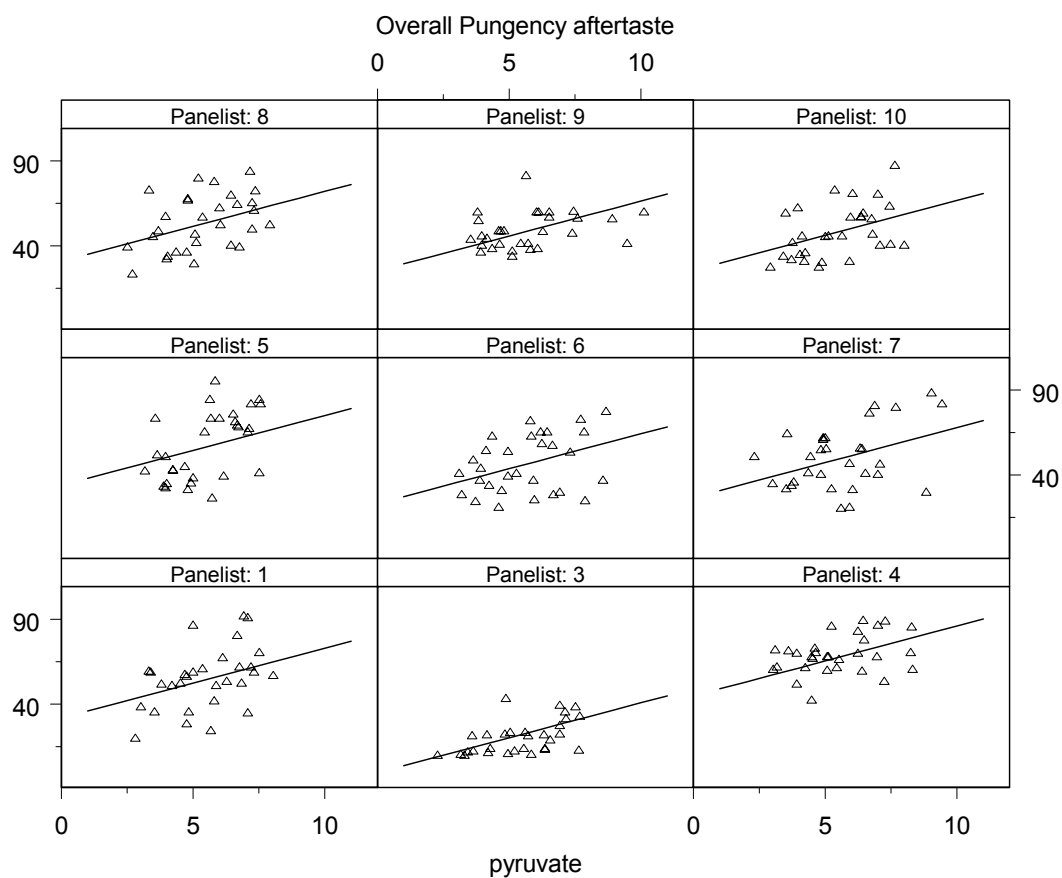 Overall Pungency aftertaste
0 5 10
Panelist: 8 Panelist: 9 Panelist: 10
90
40
Panelist: 5 Panelist: 6 Panelist: 7
90
40
Panelist: 1 Panelist: 3 Panelist: 4
90
40
0 5 10 0 5 10
pyruvate